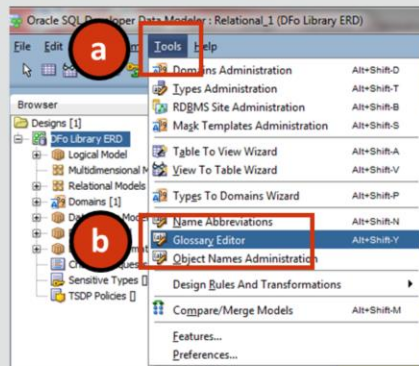 Oracle SQL Developer Data Modeler : Relational_1 (DFo Library ERD)
File Edit Tools Help
a
Domains Administration Alt+Shift-D
Types Administration Alt+Shift-T
RDBMS Site Administration Alt+Shift-B
Mask Templates Administration Alt+Shift-S
Table To View Wizard Alt+Shift-A
View To Table Wizard Alt+Shift-V
Types To Domains Wizard Alt+Shift-P
Name Abbreviations Alt+Shift-N
Glossary Editor Alt+Shift-Y
Object Names Administration
Design Rules And Transformations
Compare/Merge Models Alt+Shift-M
Features...
Preferences...
Browser
Designs [1]
DFo Library ERD
Logical Model
Multidimensional M
Relational Models
Domains [1]
b
Sensitive Types []
TSDP Policies []